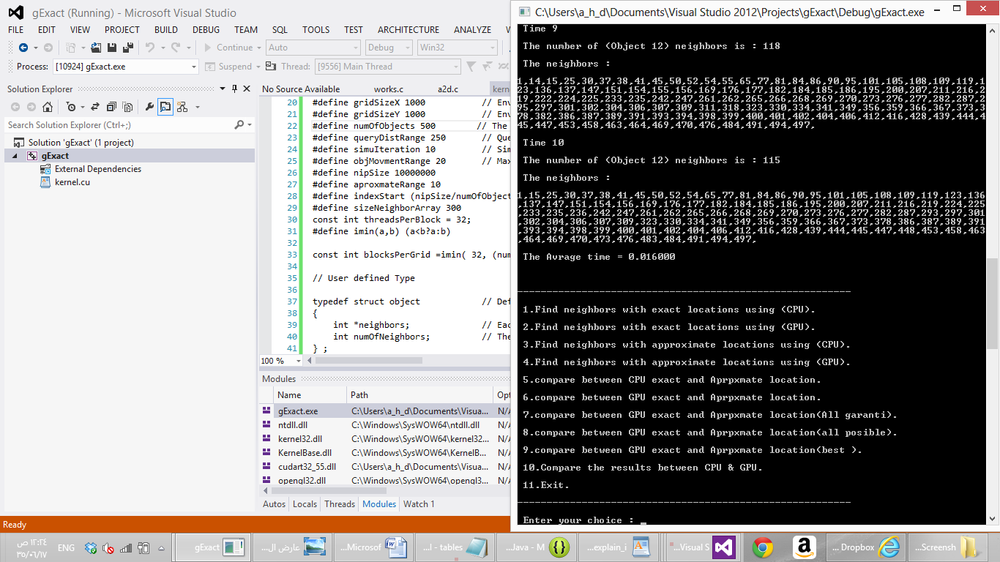 gExact (Running) - Microsoft Visual Studio
FILE EDIT VIEW PROJECT BUILD DEBUG TEAM SQL TOOLS TEST ARCHITECTURE ANALYZE
Continue Auto Debug Win32
Process: [10924] gExact.exe Suspend Thread: [9556] Main Thread
Solution Explorer
Search Solution Explorer (Ctrl+;)
Solution 'gExact' (1 project)
gExact
External Dependencies
kernel.cu
No Source Available works.c a2d.c kerne
20 #define gridSizeX 1000 // Env
21 #define gridSizeY 1000 // Env
22 #define numOfObjects 500 // The
23 #define queryDistRange 250 // Que
24 #define simuIteration 10 // Sim
25 #define objMovmentRange 20 // Max
26 #define nipSize 10000000
27 #define aproxmateRange 10
28 #define indexStart (nipSize/numOfObject
29 #define sizeNeighborArray 300
30 const int threadsPerBlock = 32;
31 #define imin(a,b) (a<b?a:b)
32
33 const int blocksPerGrid =imin( 32, (num
34
35 // User defined Type
36
37 typedef struct object // Def
38 {
39 int *neighbors; // Eac
40 int numOfNeighbors; // The
41 } ;
100 %
Modules
Name Path Opt
gExact.exe C:\Users\a_h_d\Documents\Visua... N/A
ntdll.dll C:\Windows\SysWOW64\ntdll.dll N/A
kernel32.dll C:\Windows\SysWOW64\kernel32... N/A
KernelBase.dll C:\Windows\SysWOW64\KernelB... N/A
cudart32_55.dll C:\Users\a_h_d\Documents\Visua... N/A
opengl32.dll C:\Windows\SysWOW64\opengl3... N/A
Autos Locals Threads Modules Watch 1
Ready
C:\Users\a_h_d\Documents\Visual Studio 2012\Projects\gExact\Debug\gExact.exe
Time 9
The number of (Object 12) neighbors is : 118
The neighbors :
1,14,15,25,30,37,38,41,45,50,52,54,55,65,77,81,84,86,90,95,101,105,108,109,119,1
23,136,137,147,151,154,155,156,169,176,177,182,184,185,186,195,200,207,211,216,2
19,222,224,225,233,235,242,247,261,262,265,266,268,269,270,273,276,277,282,287,2
95,297,301,302,304,306,307,309,311,318,323,330,334,341,349,356,359,366,367,373,3
78,382,386,387,389,391,393,394,398,399,400,401,402,404,406,412,416,428,439,444,4
45,447,453,458,463,464,469,470,476,484,491,494,497,
Time 10
The number of (Object 12) neighbors is : 115
The neighbors :
1,15,25,30,37,38,41,45,50,52,54,65,77,81,84,86,90,95,101,105,108,109,119,123,136
,137,147,151,154,156,169,176,177,182,184,185,186,195,200,207,211,216,219,224,225
,233,235,236,242,247,261,262,265,266,268,269,270,273,276,277,282,287,293,297,301
,302,304,306,307,309,323,330,334,341,349,356,359,366,367,373,378,386,387,389,391
,393,394,398,399,400,401,402,404,406,412,416,428,439,444,445,447,448,453,458,463
,464,469,470,473,476,483,484,491,494,497,
The Avrage time = 0.016000
1.Find neighbors with exact locations using (CPU).
2.Find neighbors with exact locations using (GPU).
3.Find neighbors with approximate locations using (CPU).
4.Find neighbors with approximate locations using (GPU).
5.compare between CPU exact and Aprpxmate location.
6.compare between GPU exact and Aprpxmate location.
7.compare between GPU exact and Aprpxmate location(All garanti).
8.compare between GPU exact and Aprpxmate location(all posible).
9.compare between GPU exact and Aprpxmate location(best ).
10.Compare the results between CPU & GPU.
11.Exit.
Enter your choice : _
١٢:٢٤ ص
٣٥/٠٦/١٧
ENG gExact ...عارض ال ...Microsof ...l - tables ...Java - M ...explain_i ...Visual S a ...Dropbox ...Screensh